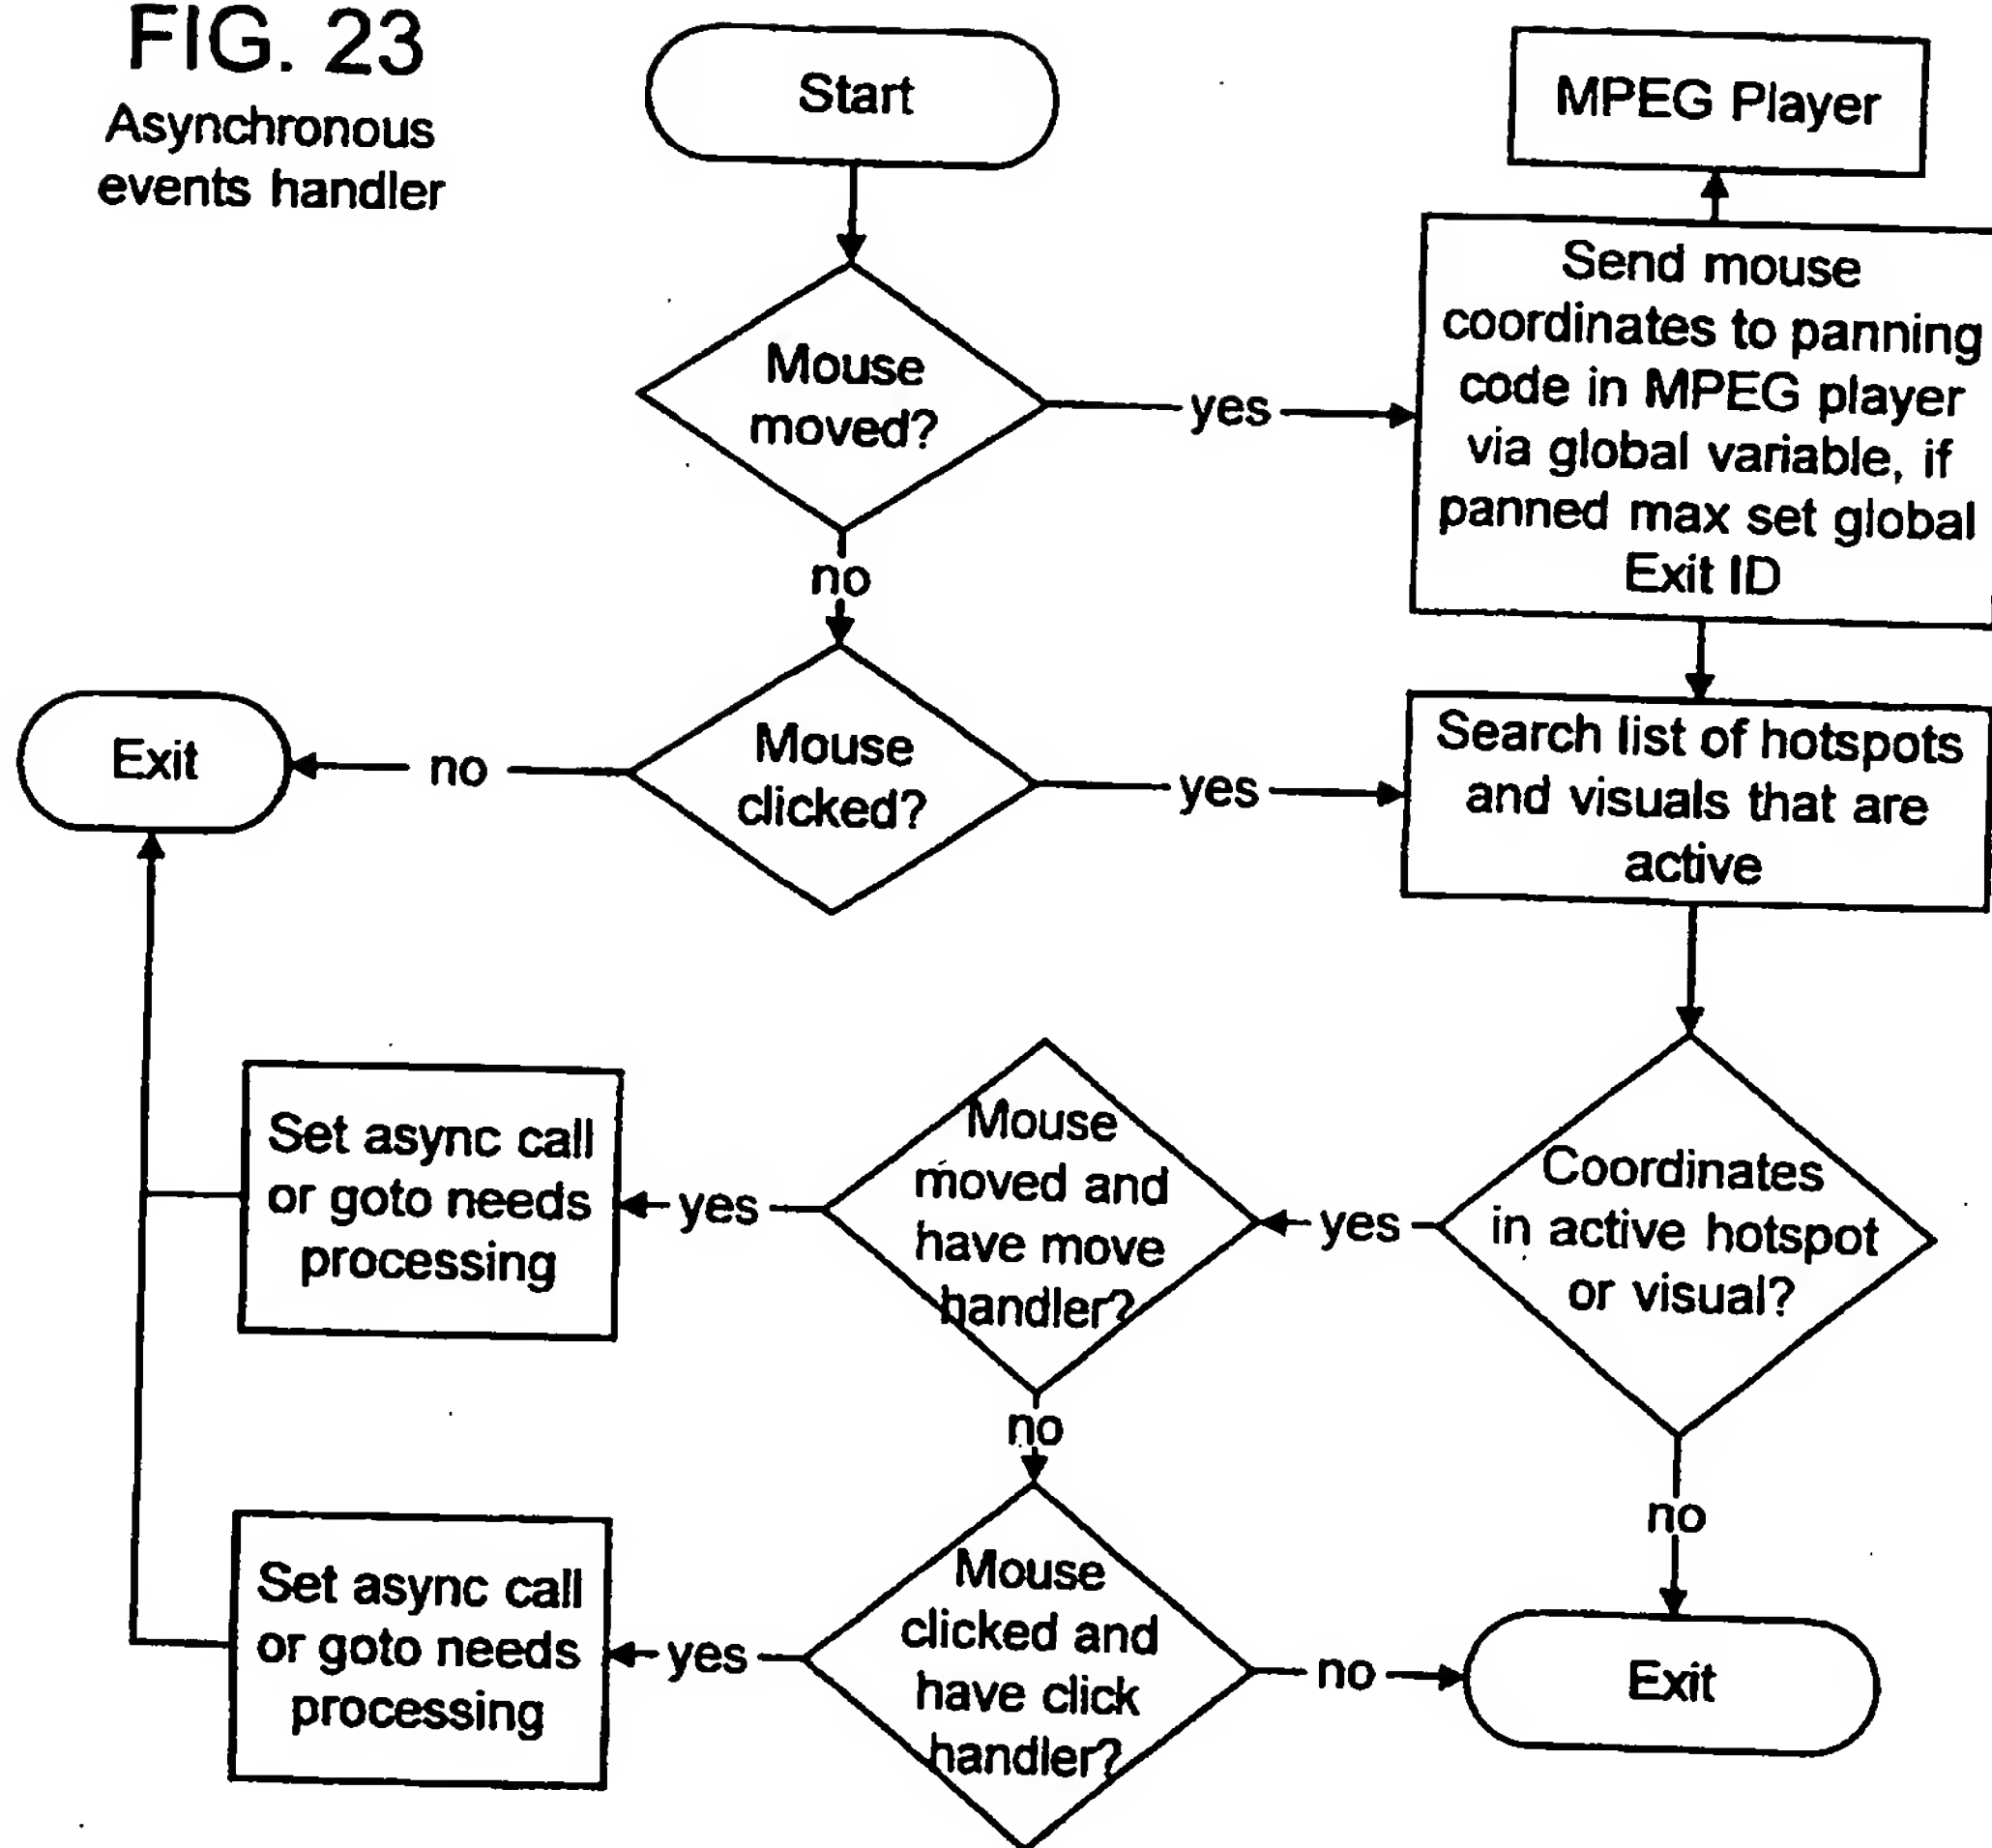 FIG. 23
Asynchronous
events handler
Start
MPEG Player
Mouse
moved?
yes
Send mouse
coordinates to panning
code in MPEG player
via global variable, if
panned max set global
Exit ID
no
Exit
no
Mouse
clicked?
yes
Search list of hotspots
and visuals that are
active
Set async call
or goto needs
processing
yes
Mouse
moved and
have move
handler?
yes
Coordinates
in active hotspot
or visual?
no
no
Set async call
or goto needs
processing
yes
Mouse
clicked and
have click
handler?
no
Exit